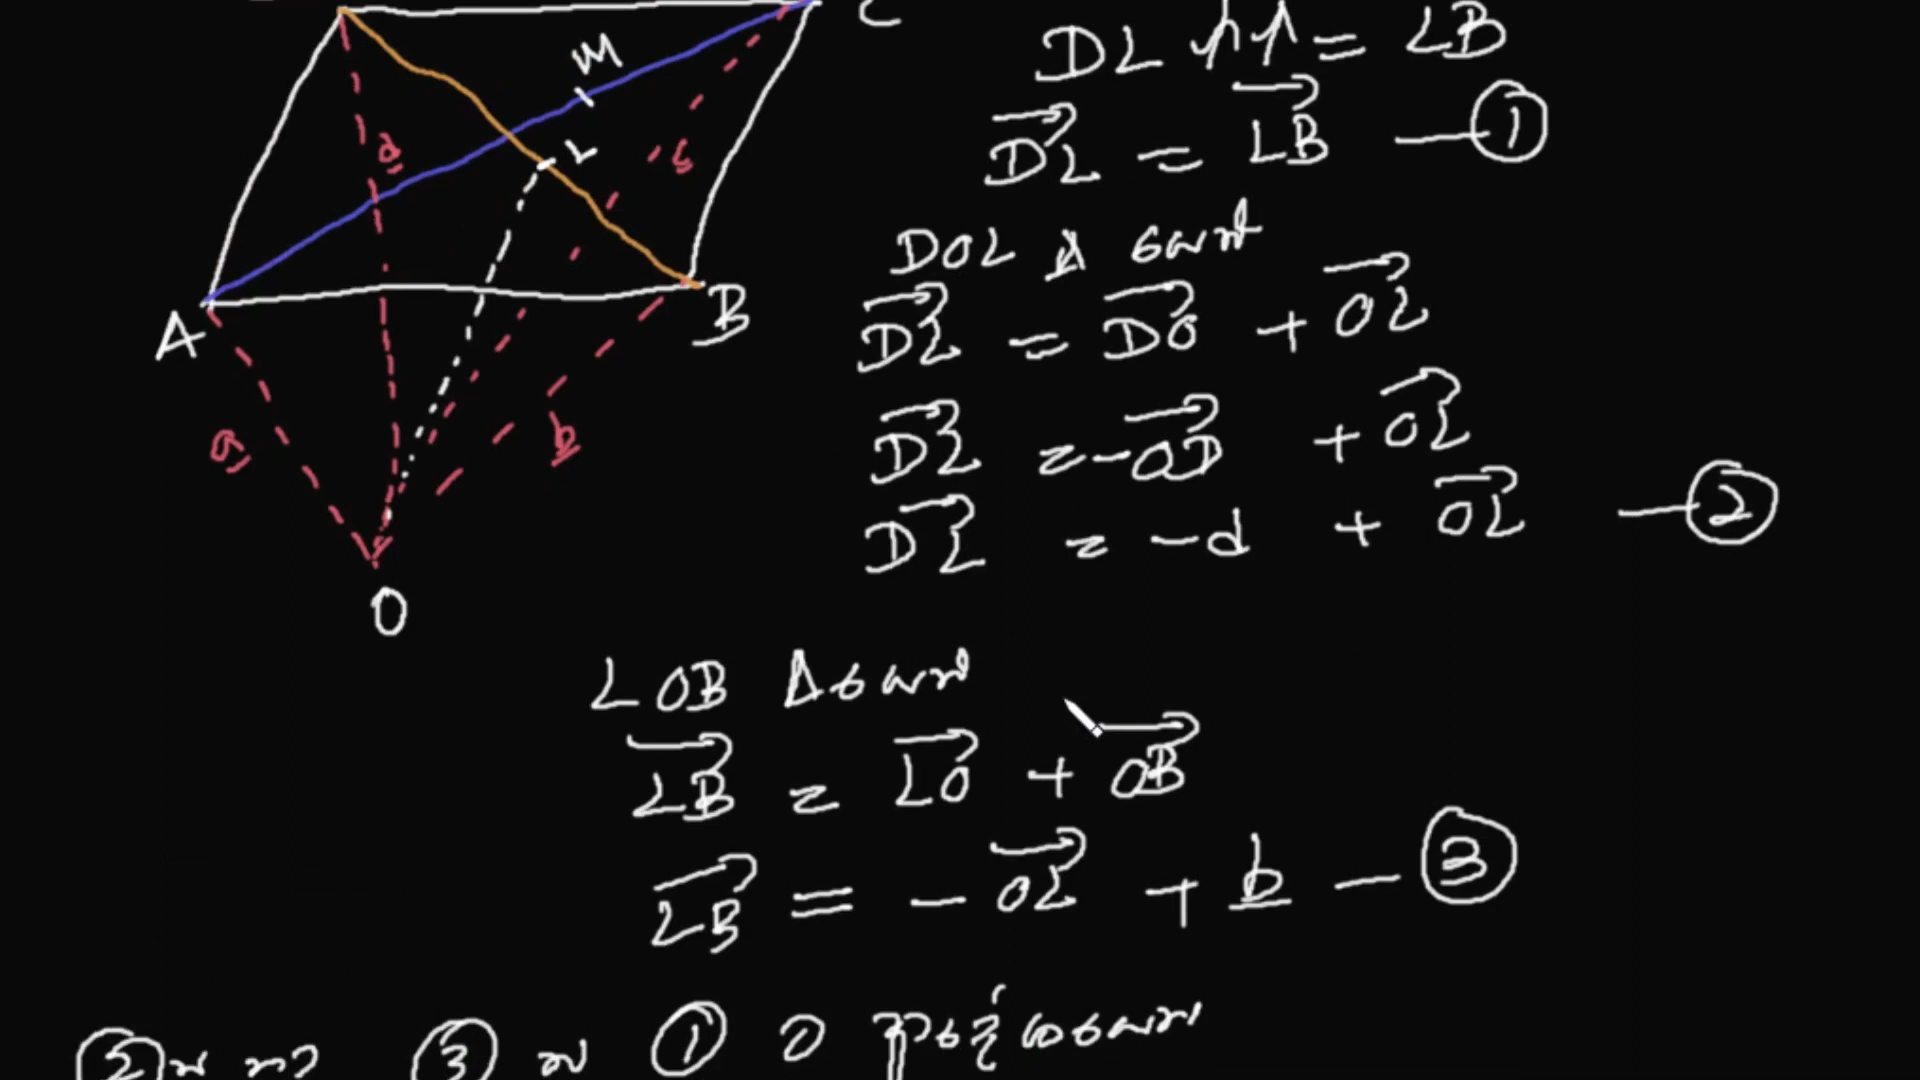 C
M
L
d
c
A
B
a
b
O
DL = LB
DL = LB — ①
DOL Δ
DL = DO + OL
DL = -OD + OL
DL = -d + OL — ②
LOB Δ
LB = LO + OB
LB = -OL + b — ③
② ③ ① ට